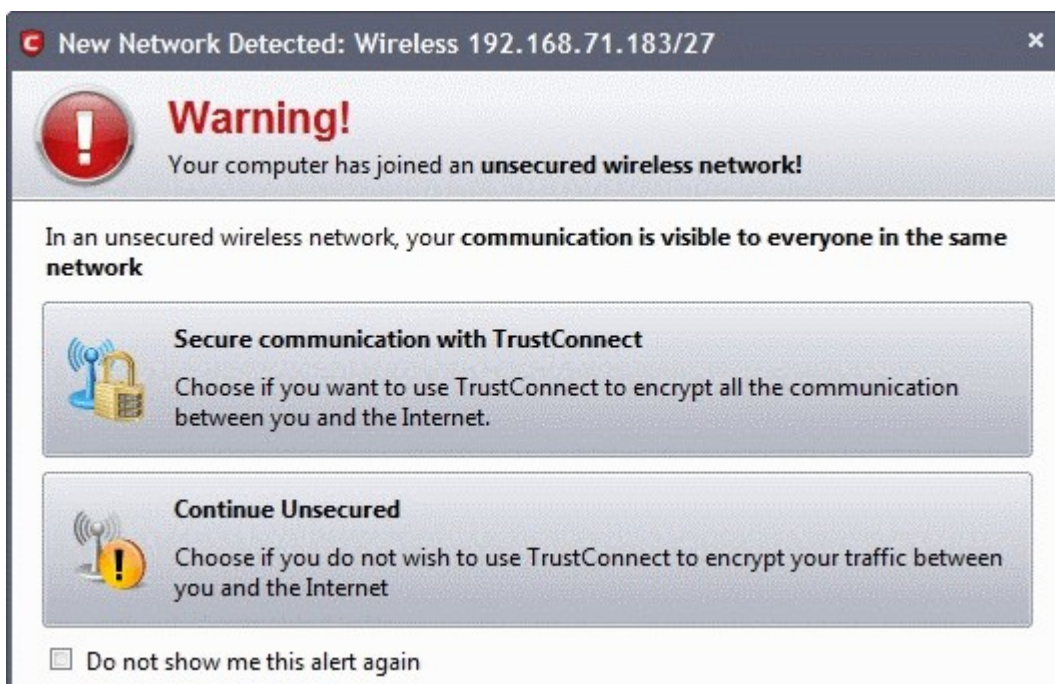 New Network Detected: Wireless 192.168.71.183/27
Warning!
Your computer has joined an unsecured wireless network!
In an unsecured wireless network, your communication is visible to everyone in the same
network
Secure communication with TrustConnect
Choose if you want to use TrustConnect to encrypt all the communication
between you and the Internet.
Continue Unsecured
Choose if you do not wish to use TrustConnect to encrypt your traffic between
you and the Internet
Do not show me this alert again